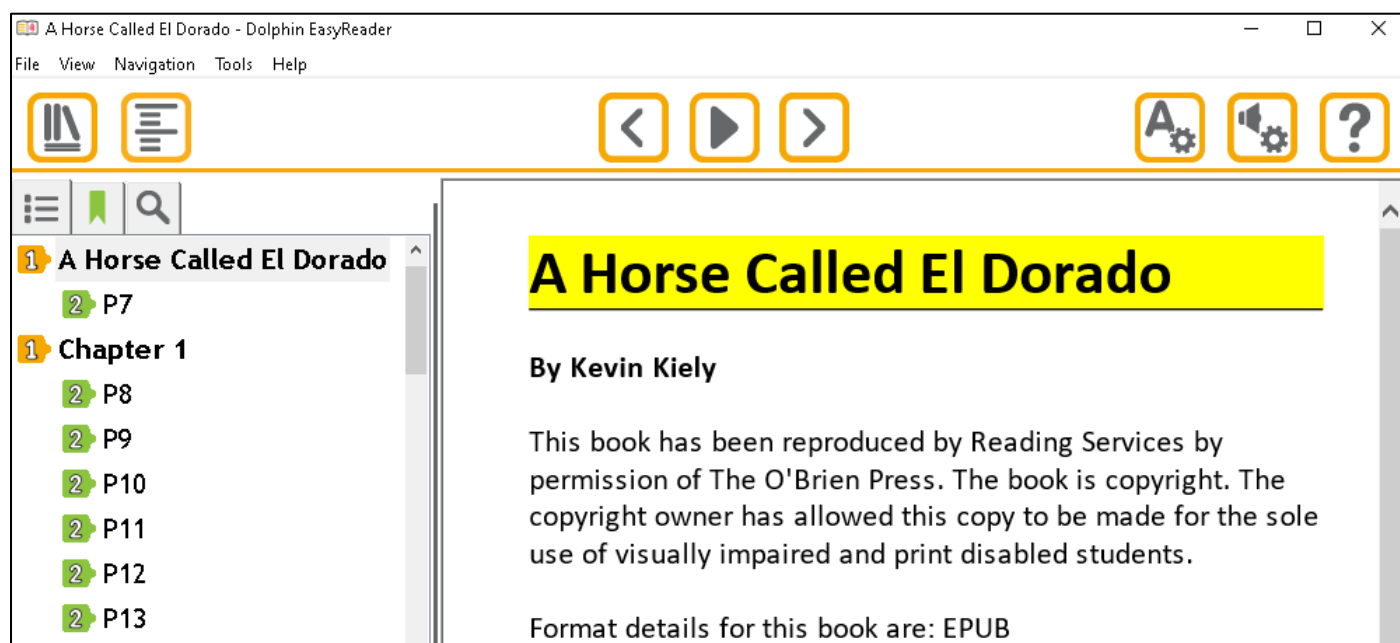 A Horse Called El Dorado - Dolphin EasyReader
File View Navigation Tools Help
A
?
1 A Horse Called El Dorado
2 P7
1 Chapter 1
2 P8
2 P9
2 P10
2 P11
2 P12
2 P13
A Horse Called El Dorado
By Kevin Kiely
This book has been reproduced by Reading Services by
permission of The O'Brien Press. The book is copyright. The
copyright owner has allowed this copy to be made for the sole
use of visually impaired and print disabled students.
Format details for this book are: EPUB